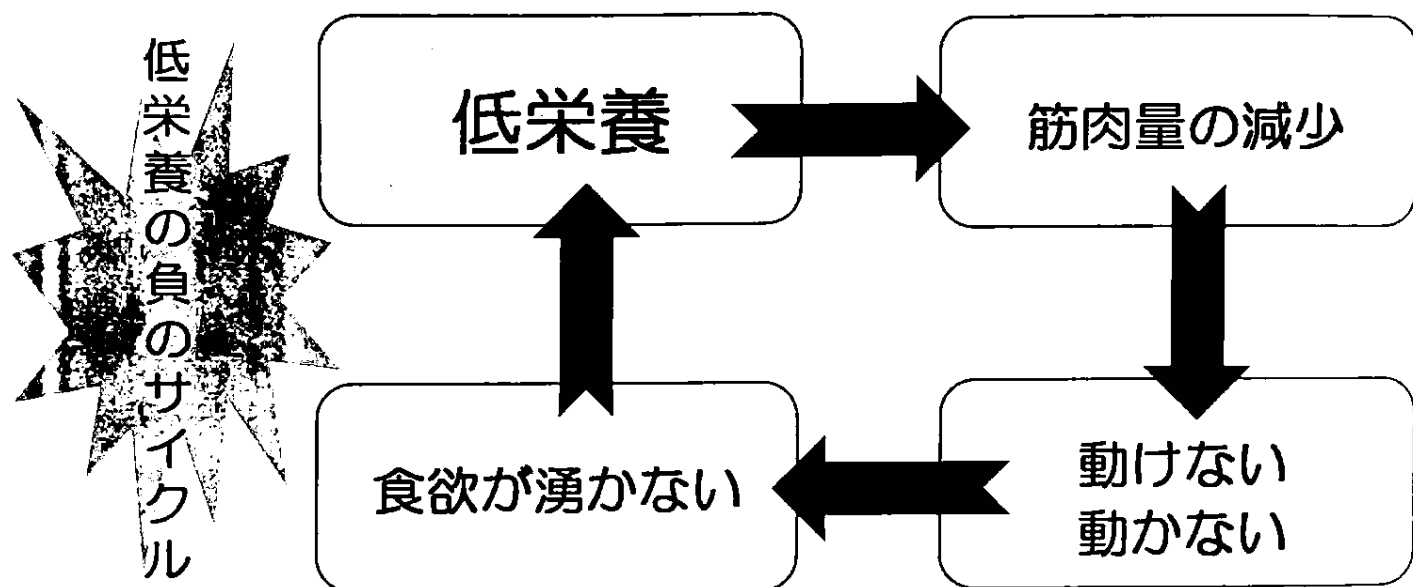 低栄養の負のサイクル
低栄養
筋肉量の減少
動けない
動かない
食欲が湧かない